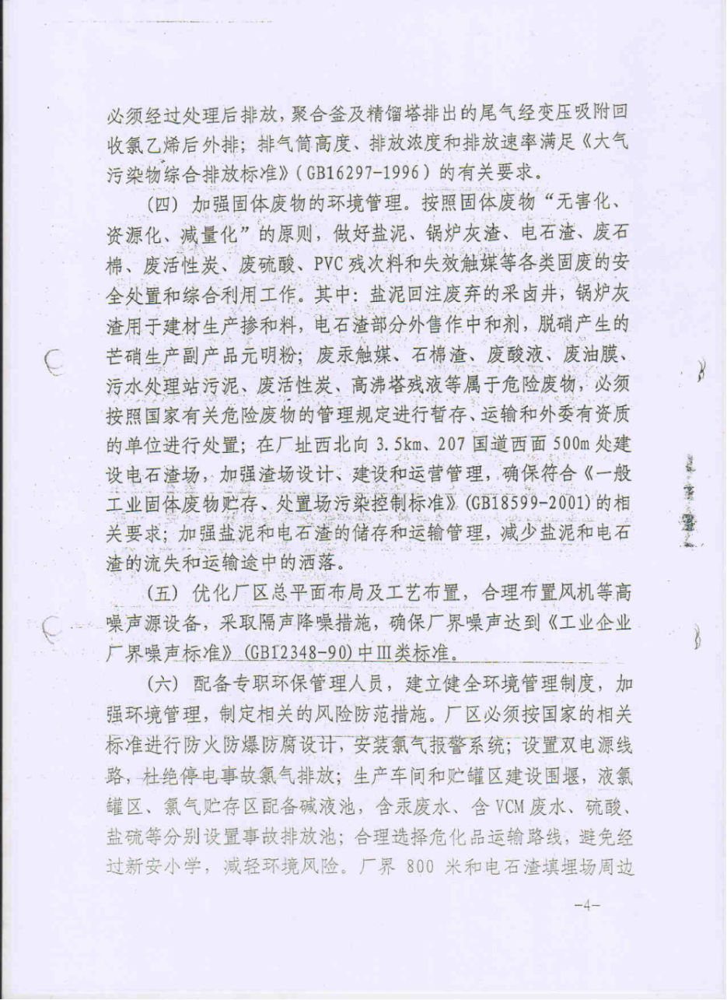 必须经过处理后排放，聚合釜及精馏塔排出的尾气经变压吸附回
收氯乙烯后外排；排气筒高度、排放浓度和排放速率满足《大气
污染物综合排放标准》(GB16297-1996）的有关要求。
（四）加强固体废物的环境管理。按照固体废物“无害化、
资源化、减量化”的原则，做好盐泥、锅炉灰渣、电石渣、废石
棉、废活性炭、废硫酸、PVC残次料和失效触媒等各类固废的安
全处置和综合利用工作。其中：盐泥回注废弃的采卤井，锅炉灰
渣用于建材生产掺和料，电石渣部分外售作中和剂，脱硝产生的
芒硝生产副产品元明粉；废汞触媒、石棉渣、废酸液、废油膜、
污水处理站污泥、废活性炭、高沸塔残液等属于危险废物，必须
按照国家有关危险废物的管理规定进行暂存、运输和外委有资质
的单位进行处置；在厂址西北向3.5km、207国道西面500m处建
设电石渣场，加强渣场设计、建设和运营管理，确保符合《一般
工业固体废物贮存、处置场污染控制标准》(GB18599-2001)的相
关要求；加强盐泥和电石渣的储存和运输管理，减少盐泥和电石
渣的流失和运输途中的洒落。
（五）优化厂区总平面布局及工艺布置，合理布置风机等高
噪声源设备，采取隔声降噪措施，确保厂界噪声达到《工业企业
厂界噪声标准》(GB12348-90)中Ⅲ类标准。
（六）配备专职环保管理人员，建立健全环境管理制度，加
强环境管理，制定相关的风险防范措施。厂区必须按国家的相关
标准进行防火防爆防腐设计，安装氯气报警系统；设置双电源线
路，杜绝停电事故氯气排放；生产车间和贮罐区建设围堰，液氯
罐区、氯气贮存区配备碱液池，含汞废水、含VCM废水、硫酸、
盐硫等分别设置事故排放池；合理选择危化品运输路线，避免经
过新安小学，减轻环境风险。厂界 800 米和电石渣填埋场周边
-4-